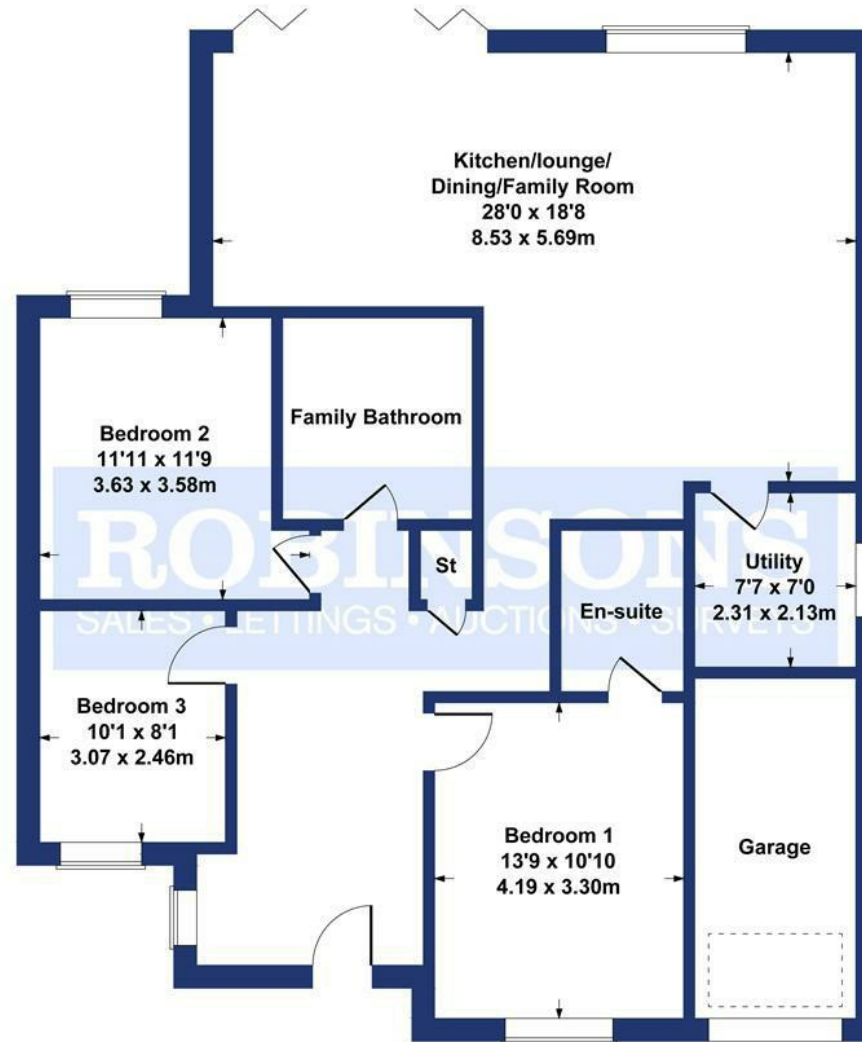 Kitchen/lounge/
Dining/Family Room
28'0 x 18'8
8.53 x 5.69m
Family Bathroom
Bedroom 2
11'11 x 11'9
3.63 x 3.58m
ROBINSONS
SALES • LETTINGS • AUCTIONS • SURVEYS
St
En-suite
Utility
7'7 x 7'0
2.31 x 2.13m
Bedroom 3
10'1 x 8'1
3.07 x 2.46m
Bedroom 1
13'9 x 10'10
4.19 x 3.30m
Garage